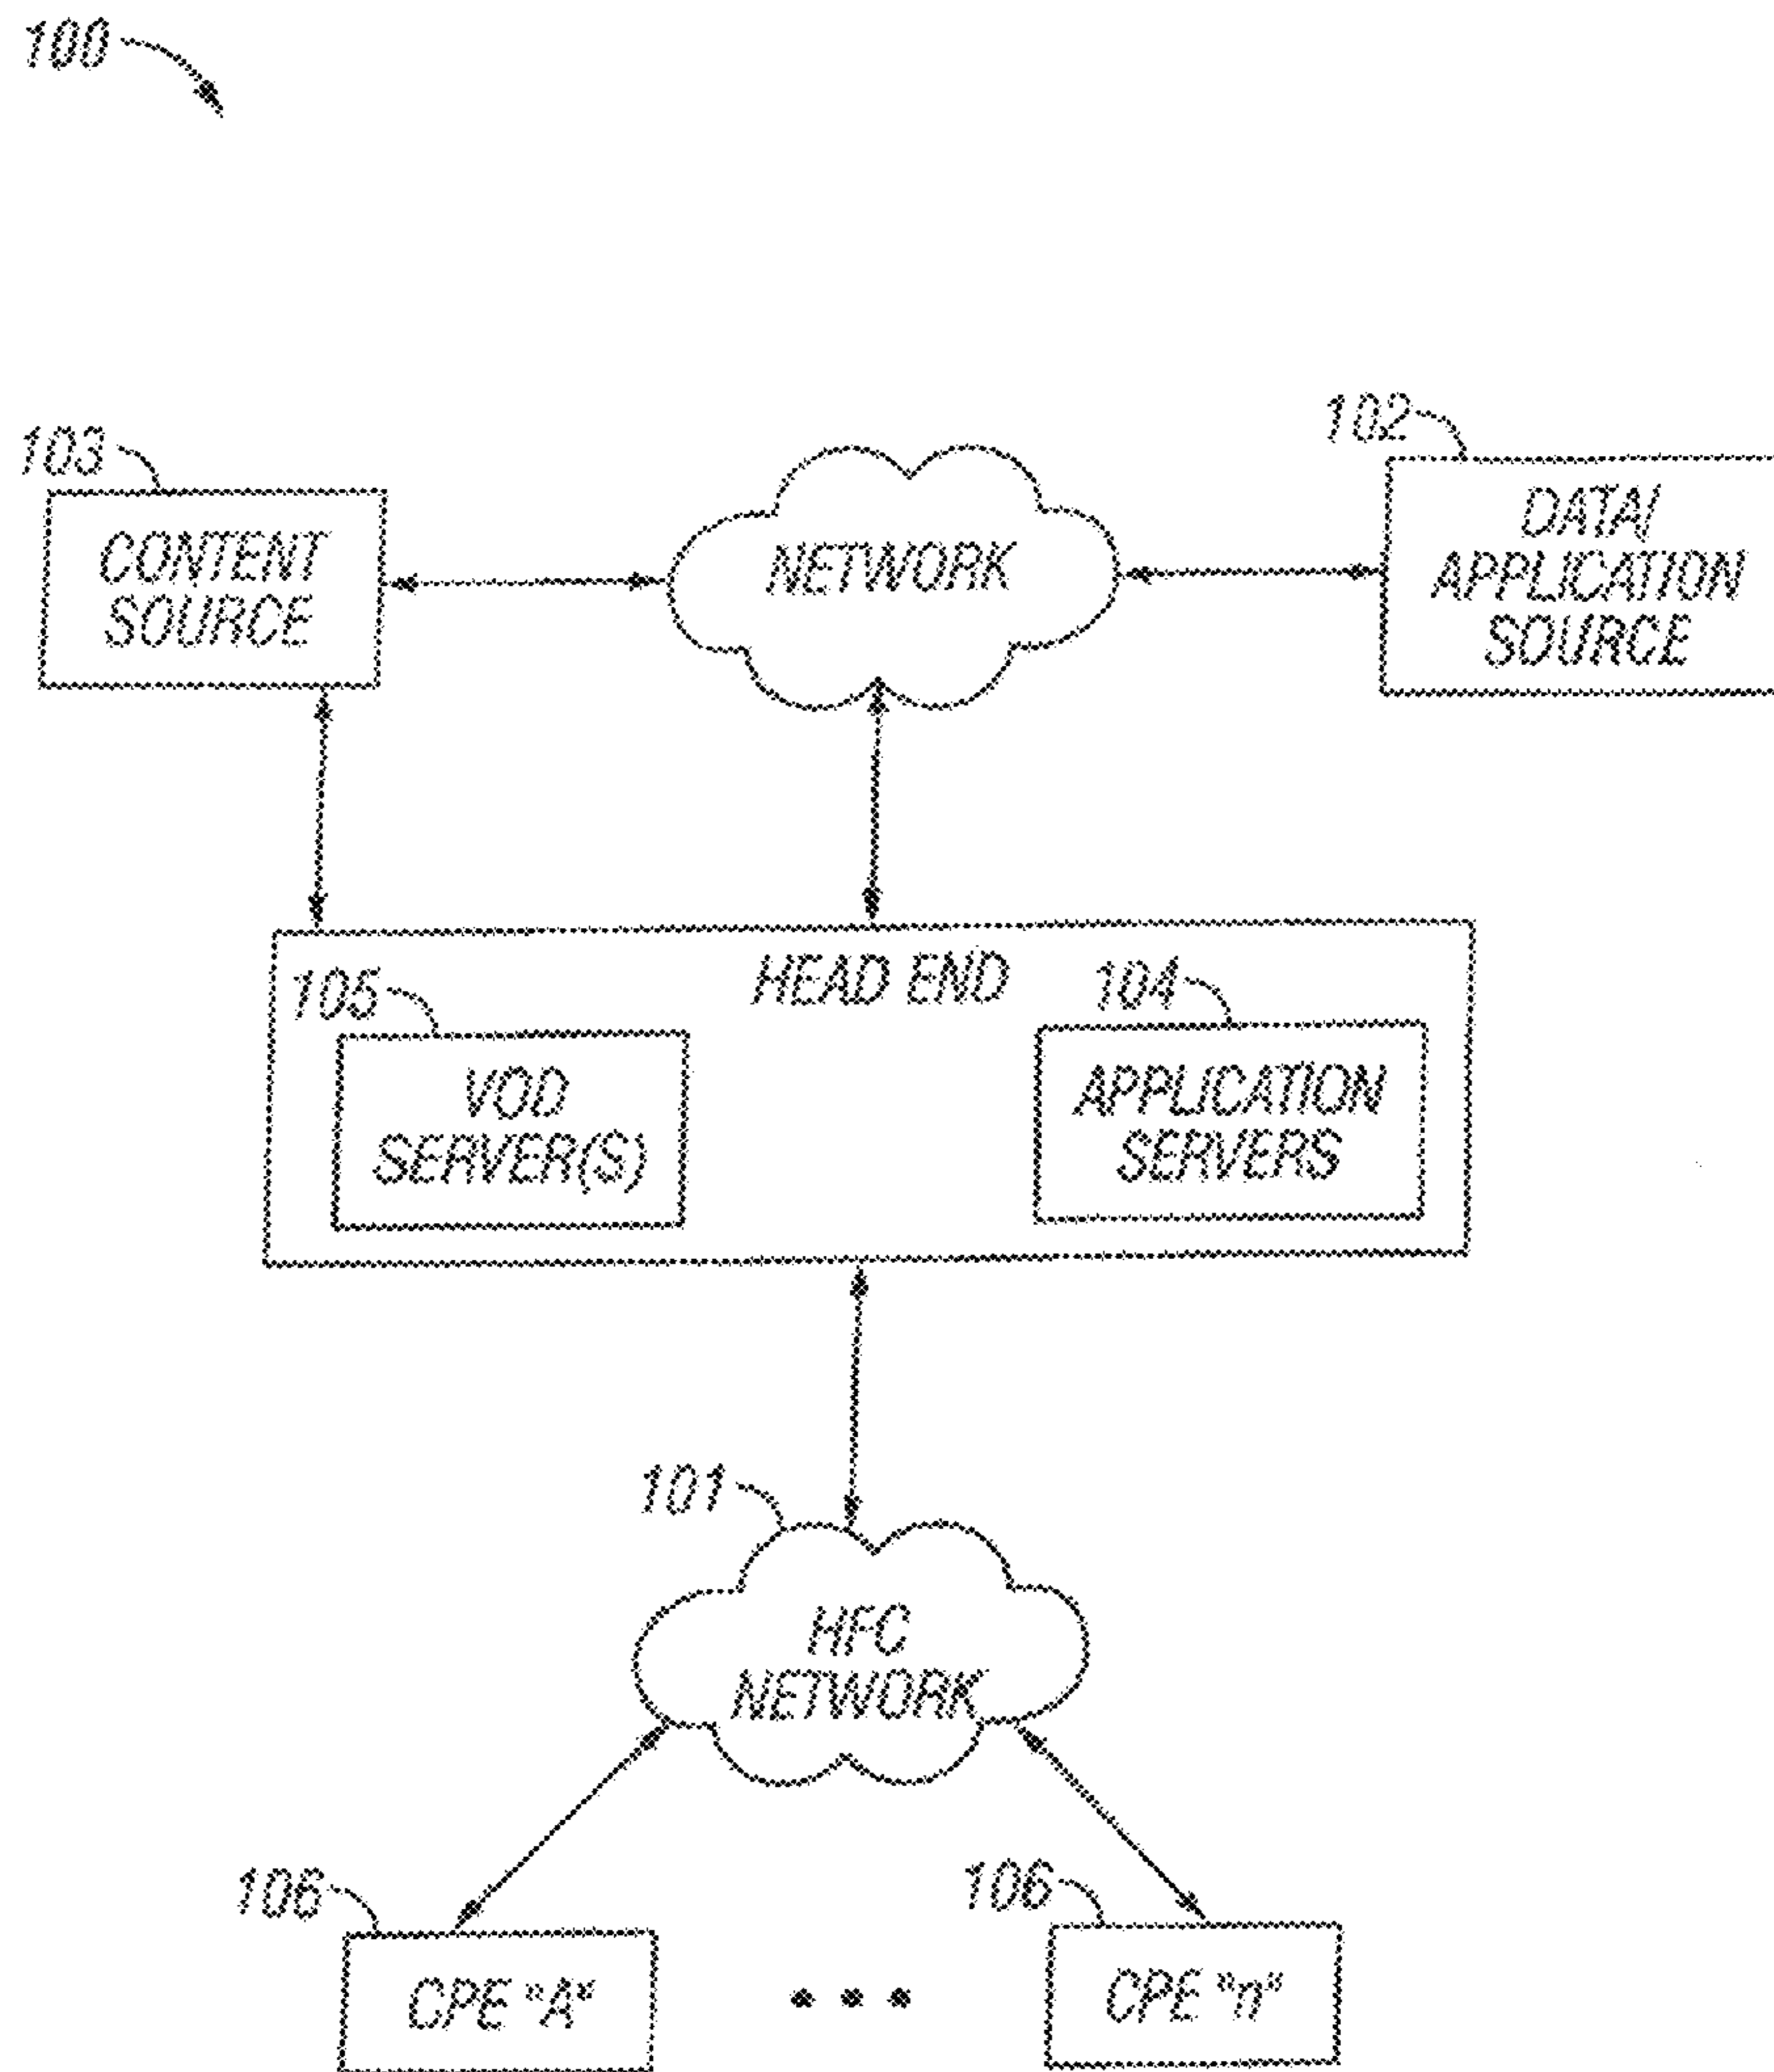 100
103
102
CONTENT
SOURCE
NETWORK
DATA/
APPLICATION
SOURCE
HEAD END
105
104
VOD
SERVER(S)
APPLICATION
SERVERS
101
HFC
NETWORK
106
106
CPE "A"
CPE "n"